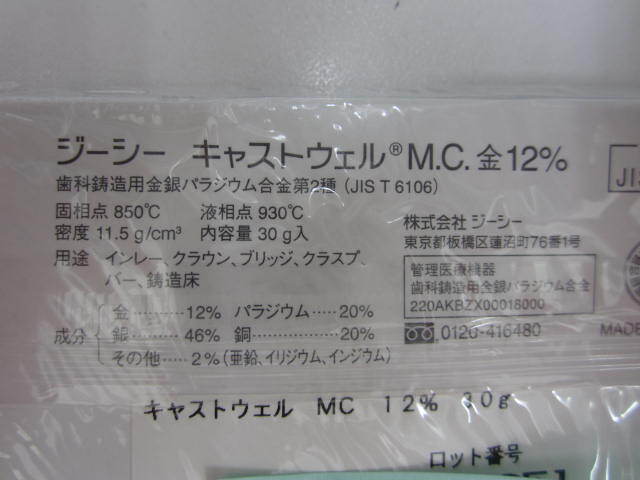 ジーシー キャストウェル® M.C. 金12%
歯科鋳造用金銀パラジウム合金第2種 (JIS T 6106)
JIS
固相点 850℃ 液相点 930℃
密度 11.5 g/cm³ 内容量 30 g入
用途 インレー、クラウン、ブリッジ、クラスプ、
バー、鋳造床
株式会社 ジーシー
東京都板橋区蓮沼町76番1号
管理医療機器
歯科鋳造用金銀パラジウム合金
220AKBZX00018000
0120-416480
MADE
成分
金………12% パラジウム……20%
銀………46% 銅……………20%
その他……2% (亜鉛、イリジウム、インジウム)
キャストウェル MC 12% 30g
ロット番号